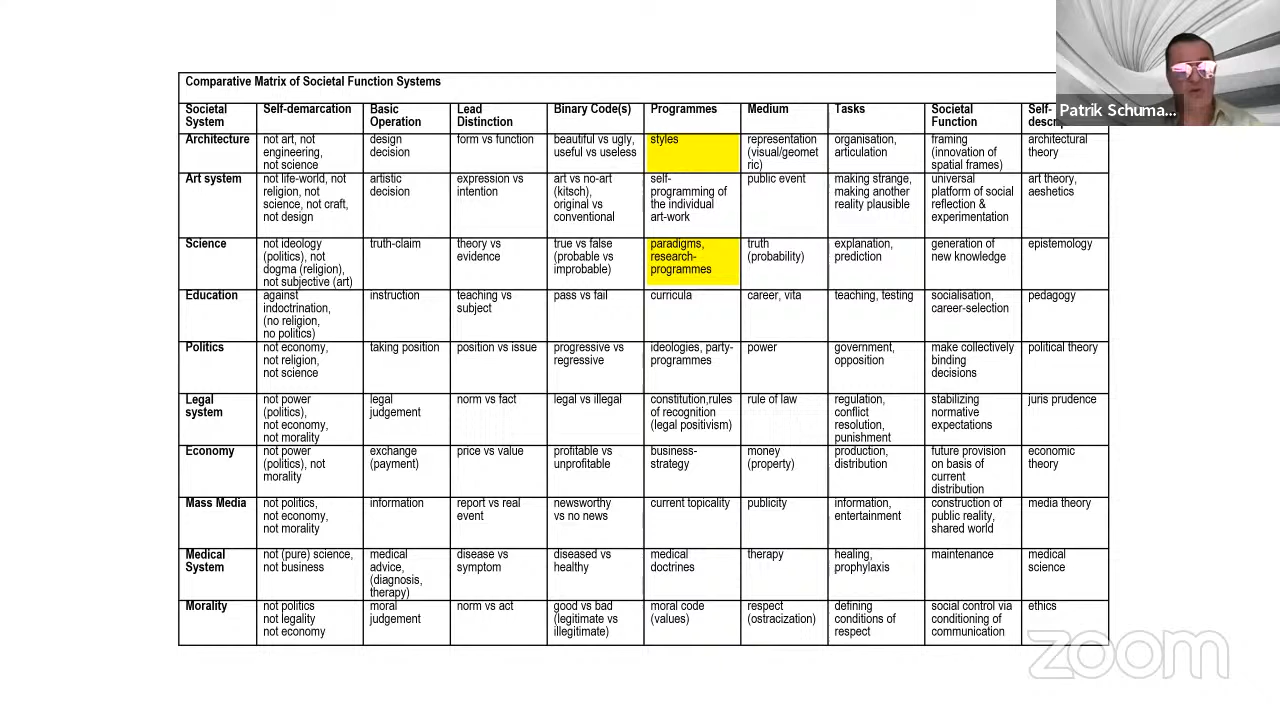 Comparative Matrix of Societal Function Systems
Societal System | Self-demarcation | Basic Operation | Lead Distinction | Binary Code(s) | Programmes | Medium | Tasks | Societal Function | Self-
Architecture | not art, not engineering, not science | design decision | form vs function | beautiful vs ugly, useful vs useless | styles | representation (visual/geometric) | organisation, articulation | framing (innovation of spatial frames) | architectural theory
Art system | not life-world, not religion, not science, not craft, not design | artistic decision | expression vs intention | art vs no-art (kitsch), original vs conventional | self-programming of the individual art-work | public event | making strange, making another reality plausible | universal platform of social reflection & experimentation | art theory, aeshetics
Science | not ideology (politics), not dogma (religion), not subjective (art) | truth-claim | theory vs evidence | true vs false (probable vs improbable) | paradigms, research-programmes | truth (probability) | explanation, prediction | generation of new knowledge | epistemology
Education | against indoctrination, (no religion, no politics) | instruction | teaching vs subject | pass vs fail | curricula | career, vita | teaching, testing | socialisation, career-selection | pedagogy
Politics | not economy, not religion, not science | taking position | position vs issue | progressive vs regressive | ideologies, party-programmes | power | government, opposition | make collectively binding decisions | political theory
Legal system | not power (politics), not economy, not morality | legal judgement | norm vs fact | legal vs illegal | constitution,rules of recognition (legal positivism) | rule of law | regulation, conflict resolution, punishment | stabilizing normative expectations | juris prudence
Economy | not power (politics), not morality | exchange (payment) | price vs value | profitable vs unprofitable | business-strategy | money (property) | production, distribution | future provision on basis of current distribution | economic theory
Mass Media | not politics, not economy, not morality | information | report vs real event | newsworthy vs no news | current topicality | publicity | information, entertainment | construction of public reality, shared world | media theory
Medical System | not (pure) science, not business | medical advice, (diagnosis, therapy) | disease vs symptom | diseased vs healthy | medical doctrines | therapy | healing, prophylaxis | maintenance | medical science
Morality | not politics not legality not economy | moral judgement | norm vs act | good vs bad (legitimate vs illegitimate) | moral code (values) | respect (ostracization) | defining conditions of respect | social control via conditioning of communication | ethics
Patrik Schuma...
zoom